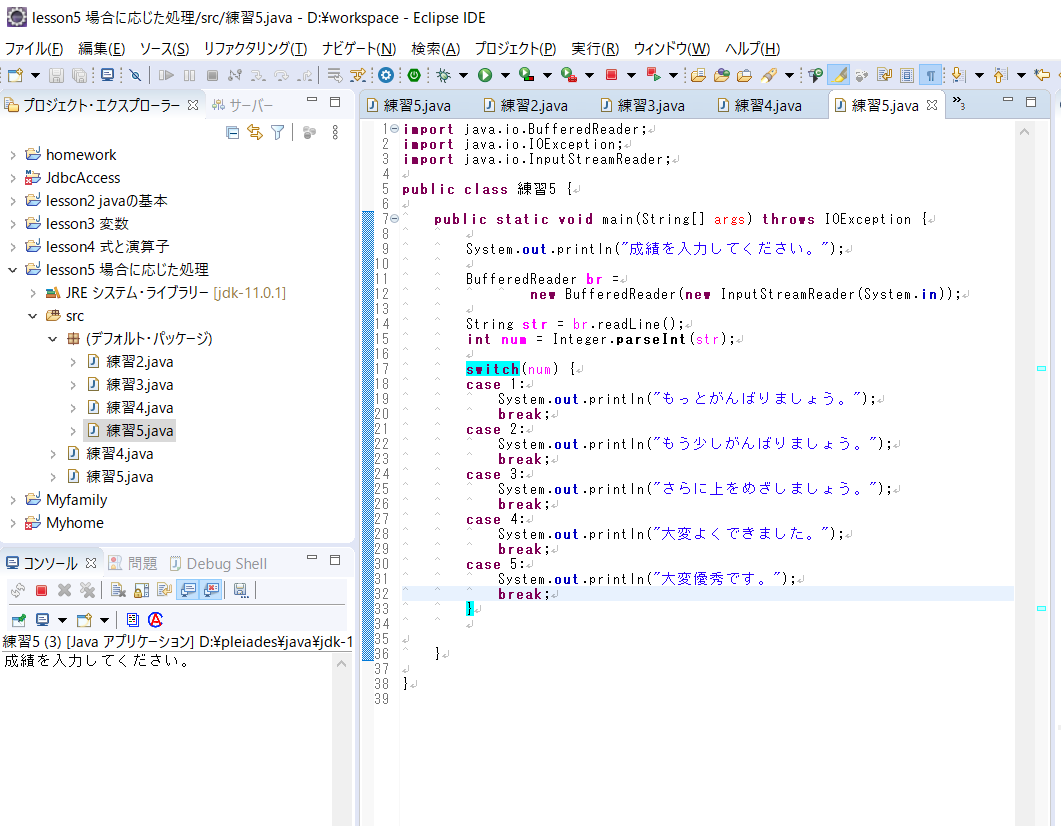 lesson5 場合に応じた処理/src/練習5.java - D:¥workspace - Eclipse IDE
ファイル(F) 編集(E) ソース(S) リファクタリング(T) ナビゲート(N) 検索(A) プロジェクト(P) 実行(R) ウィンドウ(W) ヘルプ(H)
プロジェクト・エクスプローラー サーバー
homework
JdbcAccess
lesson2 javaの基本
lesson3 変数
lesson4 式と演算子
lesson5 場合に応じた処理
JRE システム・ライブラリー [jdk-11.0.1]
src
(デフォルト・パッケージ)
練習2.java
練習3.java
練習4.java
練習5.java
練習4.java
練習5.java
Myfamily
Myhome
コンソール 問題 Debug Shell
練習5 (3) [Java アプリケーション] D:¥pleiades¥java¥jdk-1
成績を入力してください。
練習5.java 練習2.java 練習3.java 練習4.java 練習5.java »3
1 import java.io.BufferedReader;
2 import java.io.IOException;
3 import java.io.InputStreamReader;
4
5 public class 練習5 {
6
7 public static void main(String[] args) throws IOException {
8
9 System.out.println("成績を入力してください。");
10
11 BufferedReader br =
12 new BufferedReader(new InputStreamReader(System.in));
13
14 String str = br.readLine();
15 int num = Integer.parseInt(str);
16
17 switch(num) {
18 case 1:
19 System.out.println("もっとがんばりましょう。");
20 break;
21 case 2:
22 System.out.println("もう少しがんばりましょう。");
23 break;
24 case 3:
25 System.out.println("さらに上をめざしましょう。");
26 break;
27 case 4:
28 System.out.println("大変よくできました。");
29 break;
30 case 5:
31 System.out.println("大変優秀です。");
32 break;
33 }
34
35
36 }
37
38 }
39